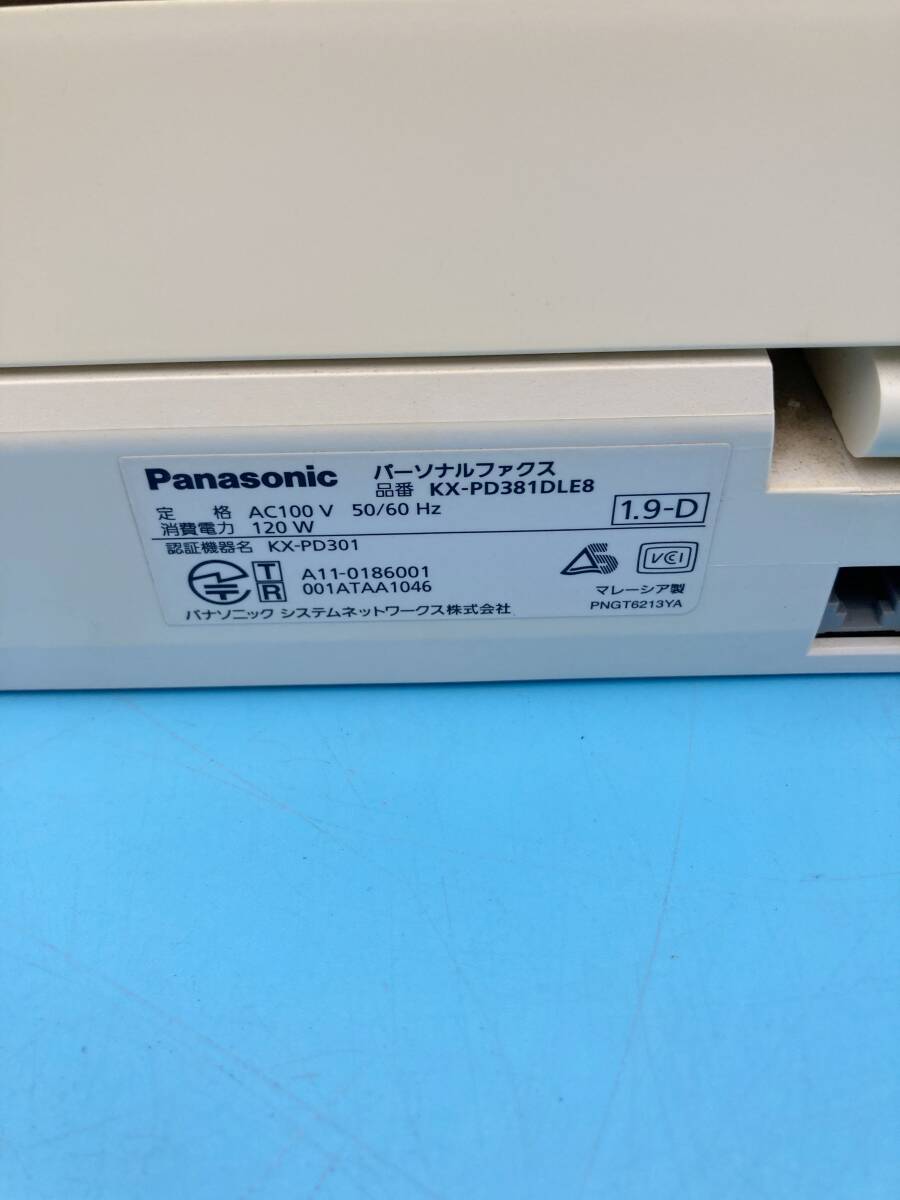 Panasonic パーソナルファクス
品番 KX-PD381DLE8
定 格 AC100 V 50/60 Hz
消費電力 120 W
1.9-D
認証機器名 KX-PD301
T A11-0186001
R 001ATAA1046
VCI
マレーシア製
パナソニック システムネットワークス株式会社
PNGT6213YA